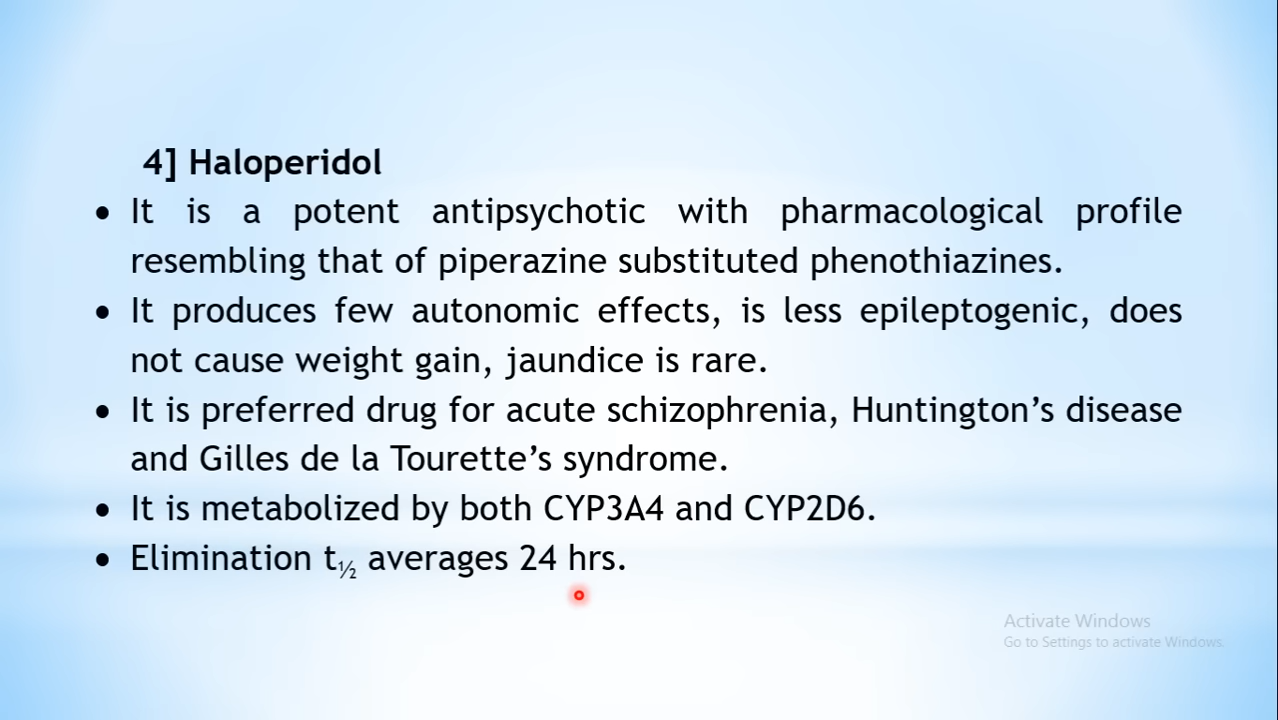 4] Haloperidol
• It is a potent antipsychotic with pharmacological profile
resembling that of piperazine substituted phenothiazines.
• It produces few autonomic effects, is less epileptogenic, does
not cause weight gain, jaundice is rare.
• It is preferred drug for acute schizophrenia, Huntington’s disease
and Gilles de la Tourette’s syndrome.
• It is metabolized by both CYP3A4 and CYP2D6.
• Elimination t½ averages 24 hrs.
Activate Windows
Go to Settings to activate Windows.